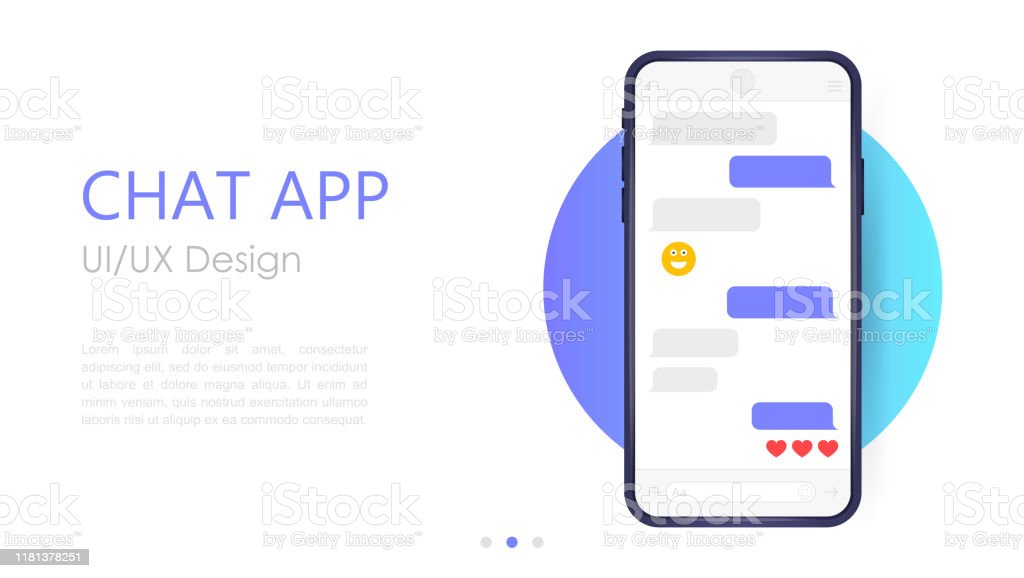 CHAT APP
UI/UX Design
Lorem ipsum dolor sit amet, consectetur
adipiscing elit, sed do eiusmod tempor incididunt
ut labore et dolore magna aliqua. Ut enim ad
minim veniam, quis nostrud exercitation ullamco
laboris nisi ut aliquip ex ea commodo consequat.
Aa
iStock
by Getty Images™
1181378251